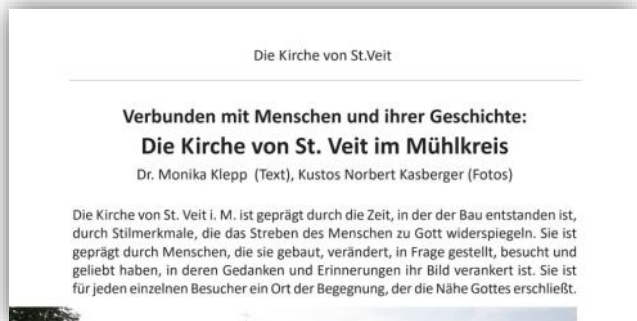 Die Kirche von St.Veit
Verbunden mit Menschen und ihrer Geschichte:
Die Kirche von St. Veit im Mühlkreis
Dr. Monika Klepp (Text), Kustos Norbert Kasberger (Fotos)
Die Kirche von St. Veit i. M. ist geprägt durch die Zeit, in der der Bau entstanden ist,
durch Stilmerkmale, die das Streben des Menschen zu Gott widerspiegeln. Sie ist
geprägt durch Menschen, die sie gebaut, verändert, in Frage gestellt, besucht und
geliebt haben, in deren Gedanken und Erinnerungen ihr Bild verankert ist. Sie ist
für jeden einzelnen Besucher ein Ort der Begegnung, der die Nähe Gottes erschließt.